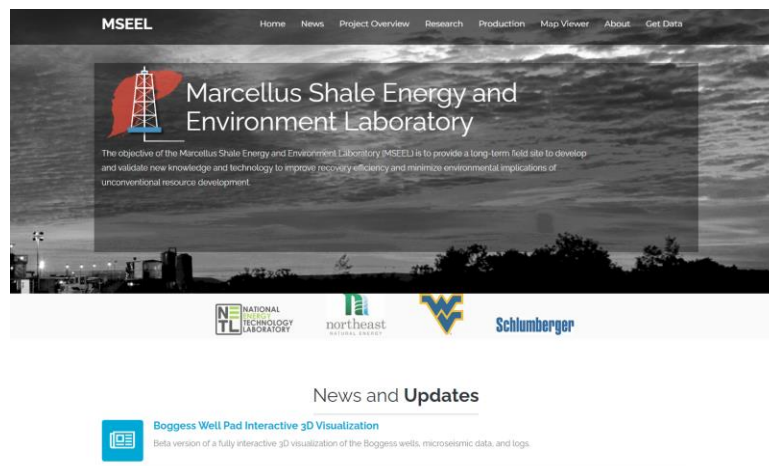 MSEEL
Home News Project Overview Research Production Map Viewer About Get Data
Marcellus Shale Energy and
Environment Laboratory
The objective of the Marcellus Shale Energy and Environment Laboratory (MSEEL) is to provide a long-term field site to develop
and validate new knowledge and technology to improve recovery efficiency and minimize environmental implications of
unconventional resource development.
NETL NATIONAL
ENERGY
TECHNOLOGY
LABORATORY
northeast
NATURAL ENERGY
WV
Schlumberger
News and Updates
Boggess Well Pad Interactive 3D Visualization
Beta version of a fully interactive 3D visualization of the Boggess wells, microseismic data, and logs.